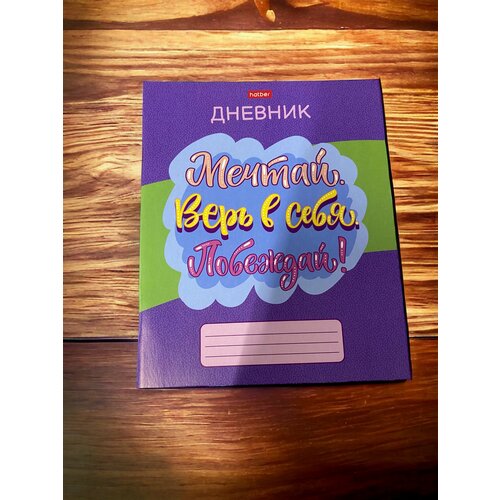 hatber
ДНЕВНИК
Мечтай.
Верь в себя.
Побеждай!